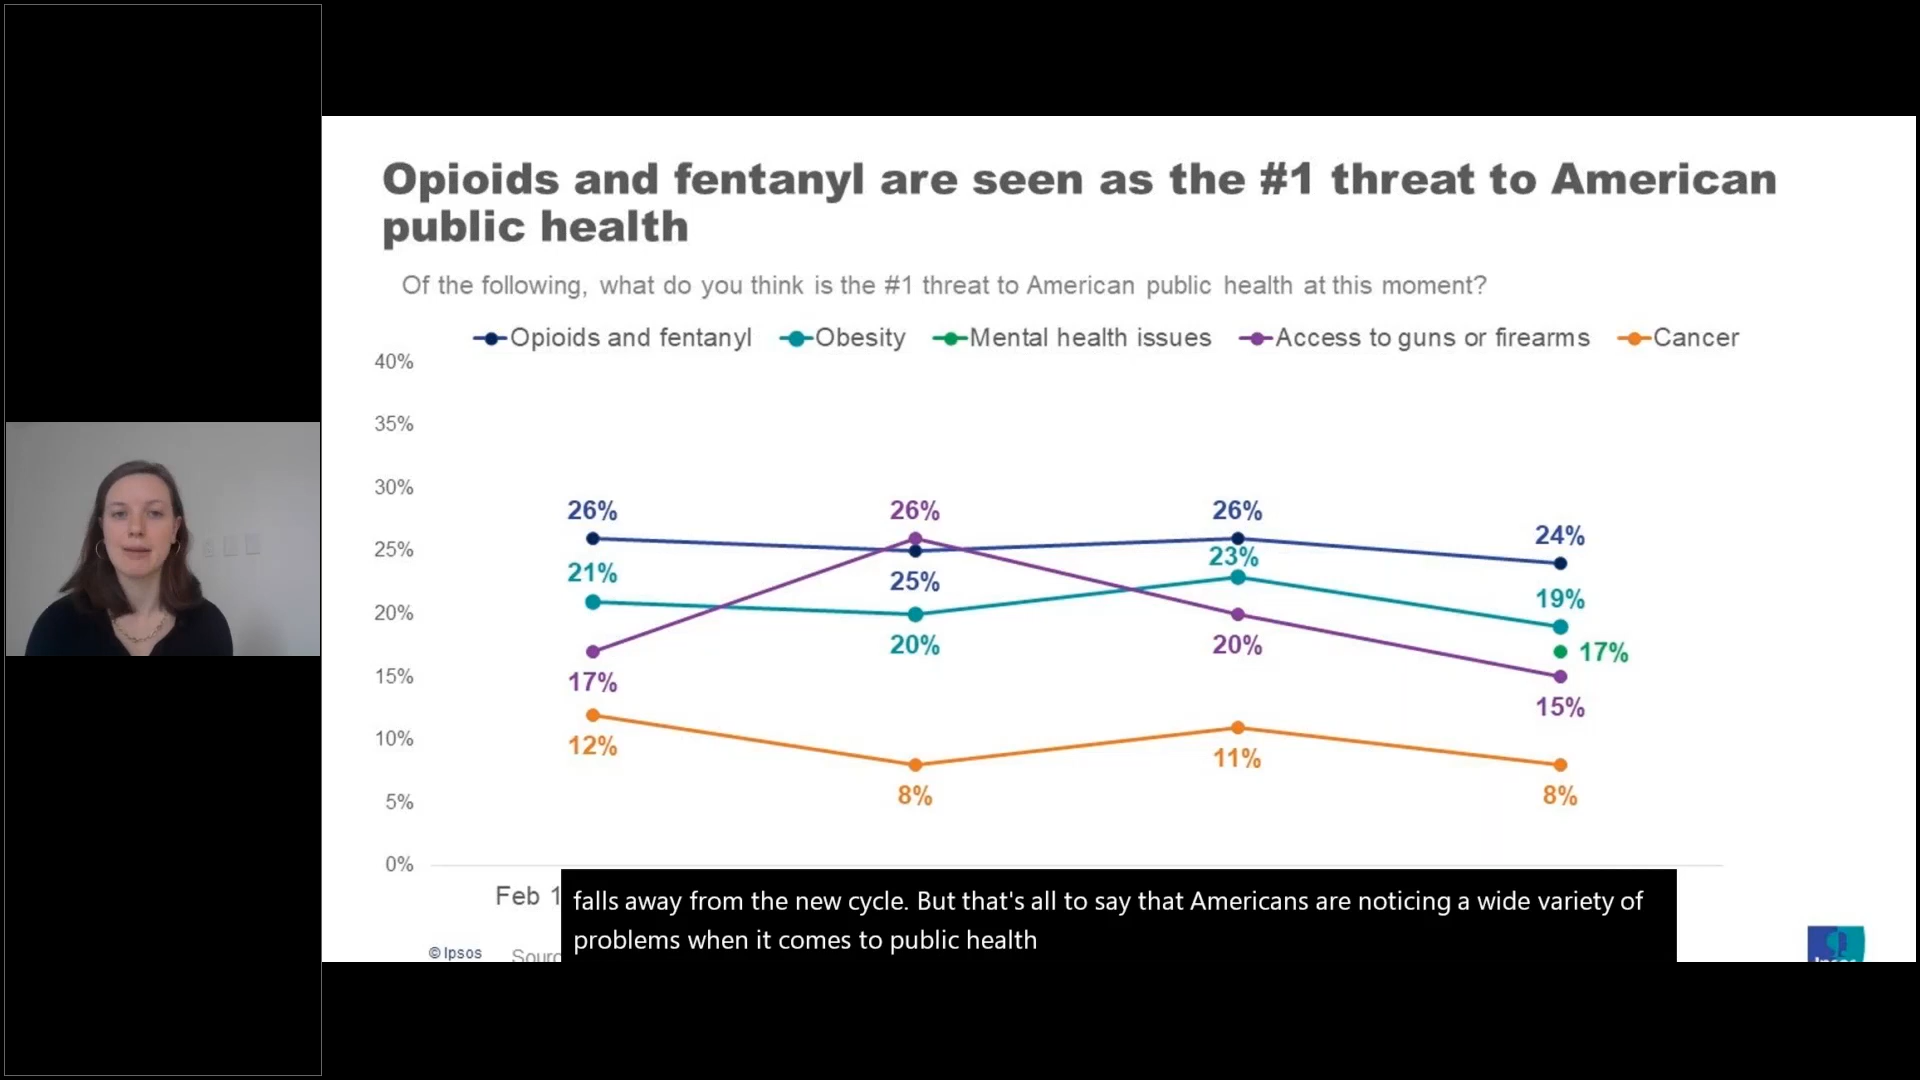 Opioids and fentanyl are seen as the #1 threat to American
public health
Of the following, what do you think is the #1 threat to American public health at this moment?
Opioids and fentanyl Obesity Mental health issues Access to guns or firearms Cancer
40%
35%
30%
25%
20%
15%
10%
5%
0%
26% 26% 26% 24%
21% 25% 23% 19%
20% 20% 17%
17% 15%
12% 8% 11% 8%
Feb 1
falls away from the new cycle. But that's all to say that Americans are noticing a wide variety of
problems when it comes to public health
© Ipsos